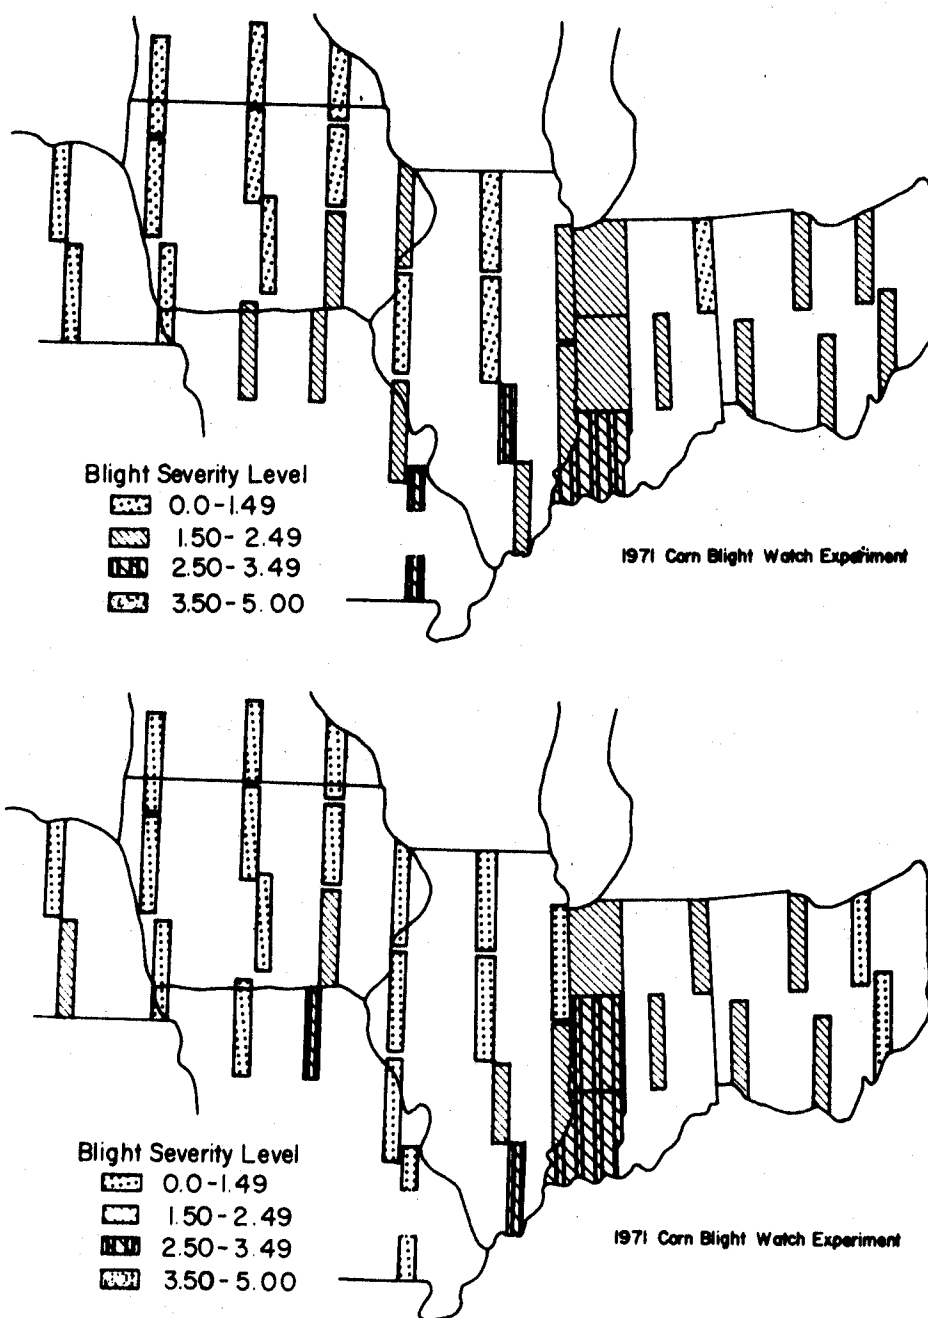 Blight Severity Level
0.0-1.49
1.50-2.49
2.50-3.49
3.50-5.00
1971 Corn Blight Watch Experiment
Blight Severity Level
0.0-1.49
1.50-2.49
2.50-3.49
3.50-5.00
1971 Corn Blight Watch Experiment